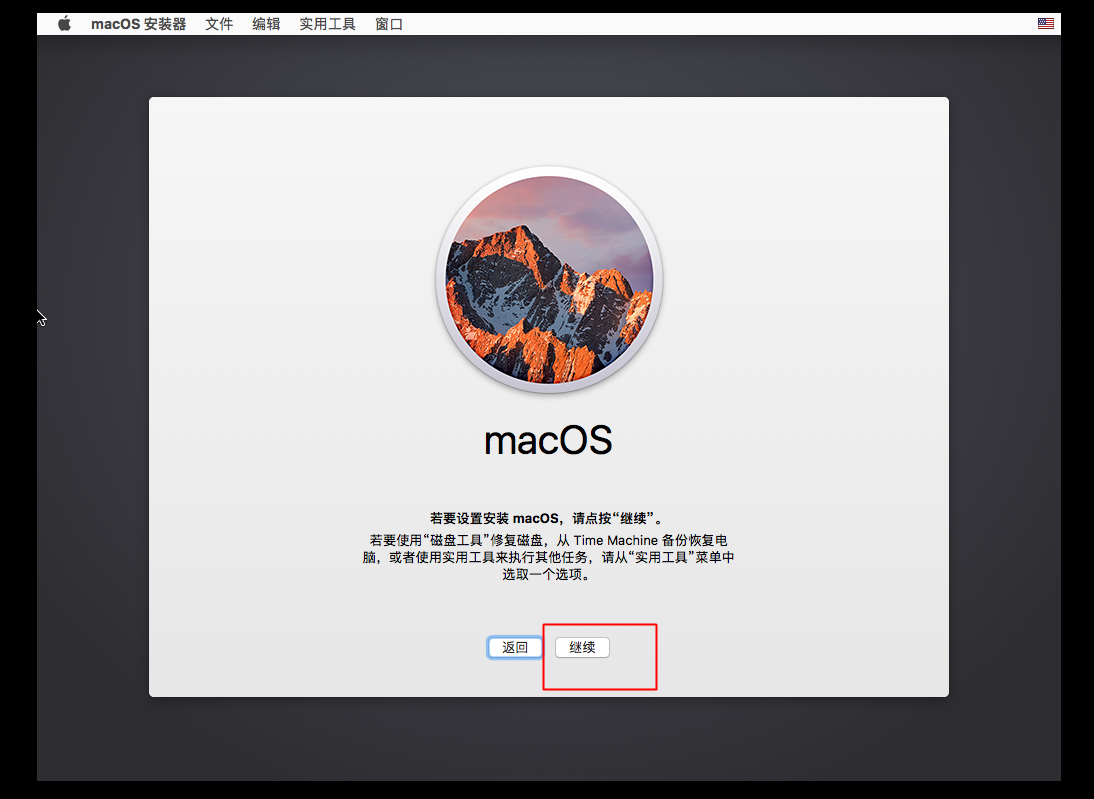 macOS 安装器 文件 编辑 实用工具 窗口
macOS
若要设置安装 macOS，请点按“继续”。
若要使用“磁盘工具”修复磁盘，从 Time Machine 备份恢复电
脑，或者使用实用工具来执行其他任务，请从“实用工具”菜单中
选取一个选项。
返回 继续